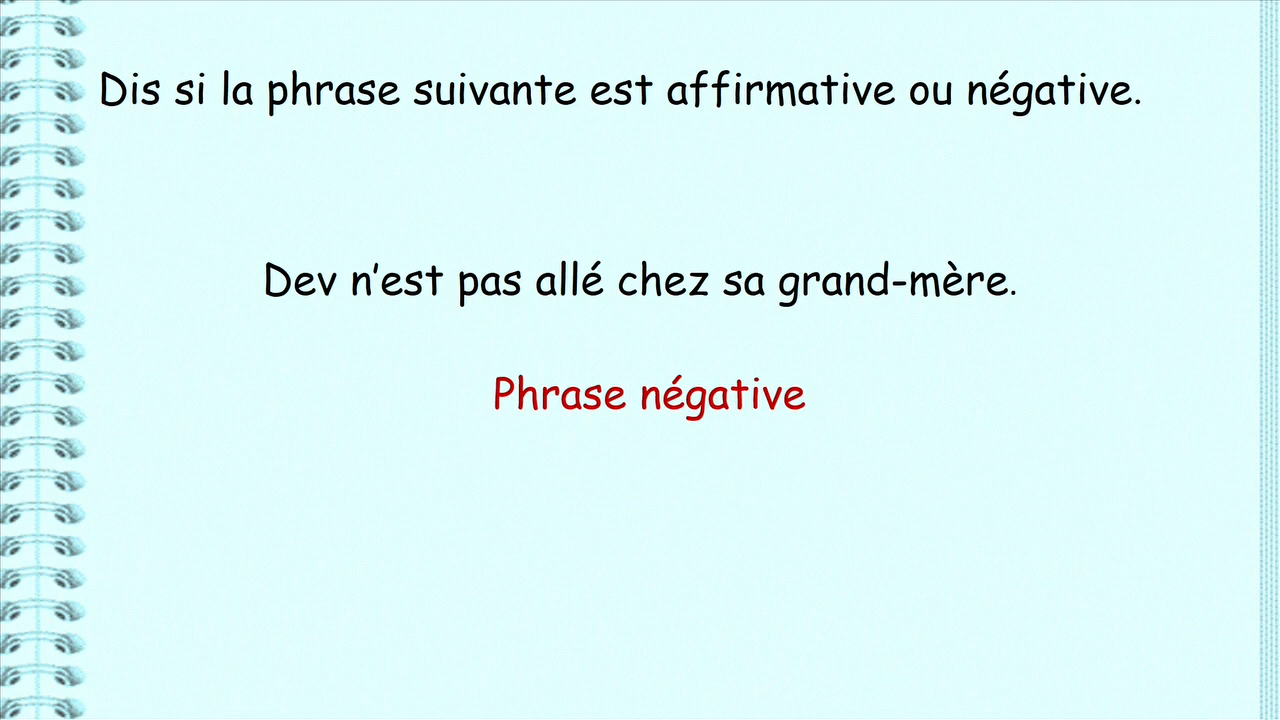 Dis si la phrase suivante est affirmative ou négative.
Dev n’est pas allé chez sa grand-mère.
Phrase négative